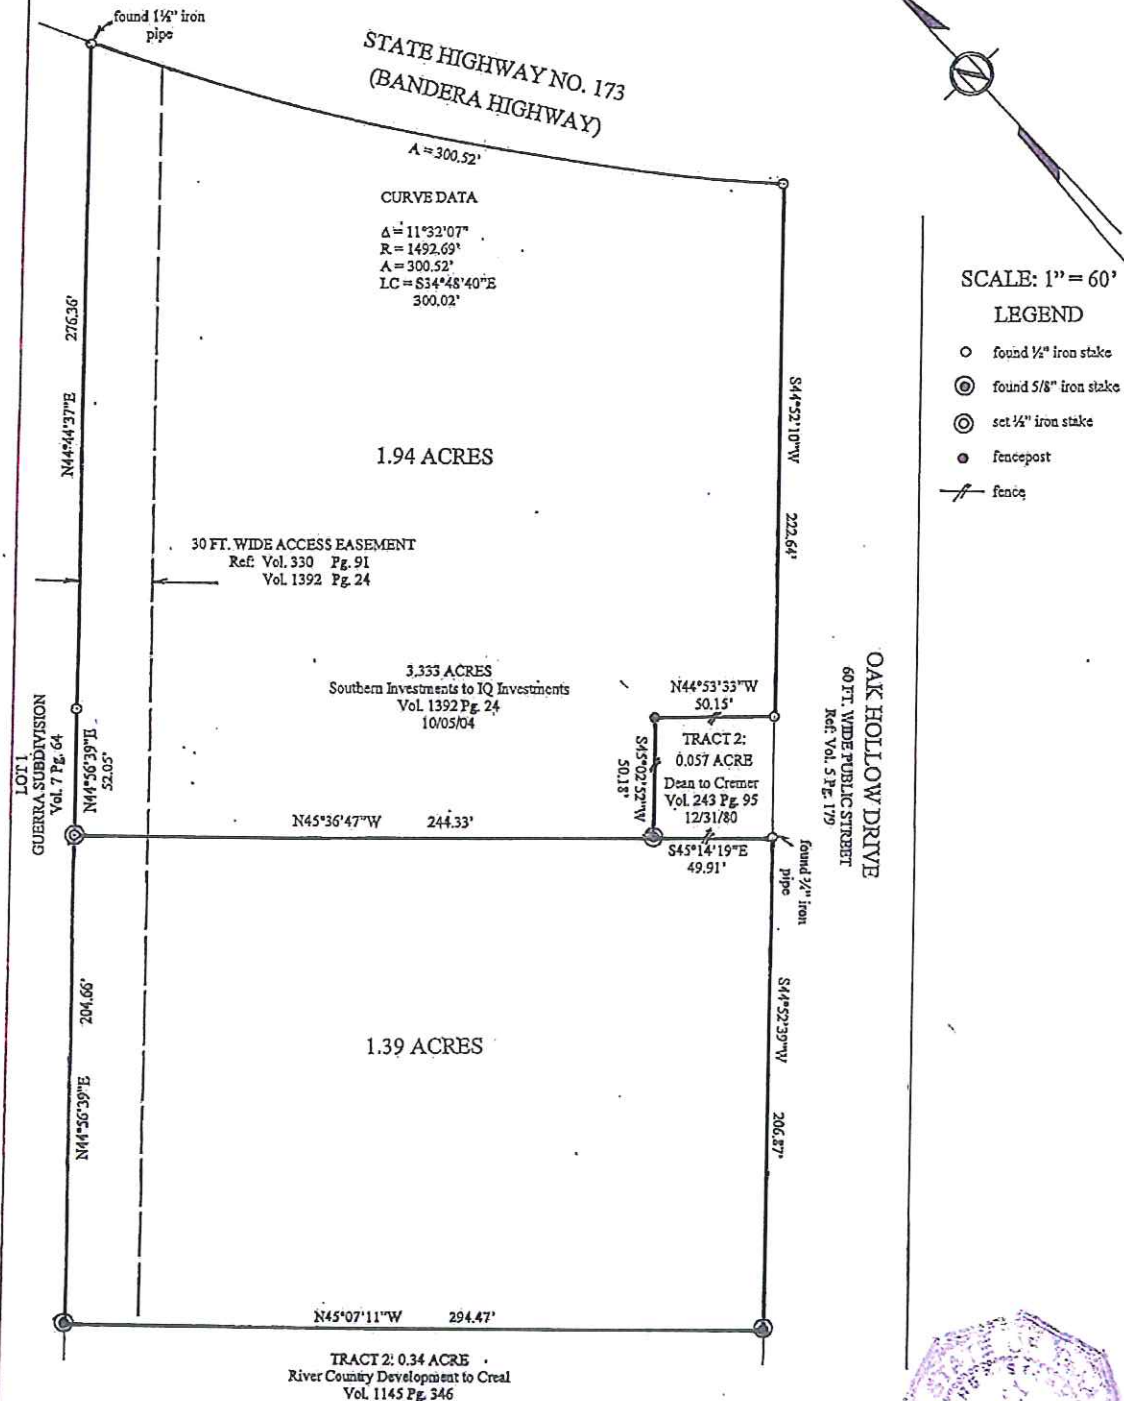 found 1½" iron
pipe
STATE HIGHWAY NO. 173
(BANDERA HIGHWAY)
A = 300.52'
CURVE DATA
Δ = 11°32'07"
R = 1492.69'
A = 300.52'
LC = S34°48'40"E
300.02'
SCALE: 1" = 60'
LEGEND
found ½" iron stake
found 5/8" iron stake
set ½" iron stake
fencepost
fence
N44°44'37"E 276.36'
S44°52'10"W 222.64'
1.94 ACRES
30 FT. WIDE ACCESS EASEMENT
Ref: Vol. 330 Pg. 91
Vol. 1392 Pg. 24
3.333 ACRES
Southern Investments to IQ Investments
Vol. 1392 Pg. 24
10/05/04
N44°53'33"W
50.15'
TRACT 2:
0.057 ACRE
Dean to Cremer
Vol. 243 Pg. 95
12/31/80
S45°02'52"W
50.18'
S45°14'19"E
49.91'
found ¾" iron
pipe
OAK HOLLOW DRIVE
60 FT. WIDE PUBLIC STREET
Ref: Vol. 5 Pg. 179
LOT 1
GUERRA SUBDIVISION
Vol. 7 Pg. 64
N44°56'39"E
52.05'
N45°36'47"W 244.33'
N44°56'39"E 204.66'
S44°52'39"W 206.87'
1.39 ACRES
N45°07'11"W 294.47'
TRACT 2: 0.34 ACRE
River Country Development to Creal
Vol. 1145 Pg. 346